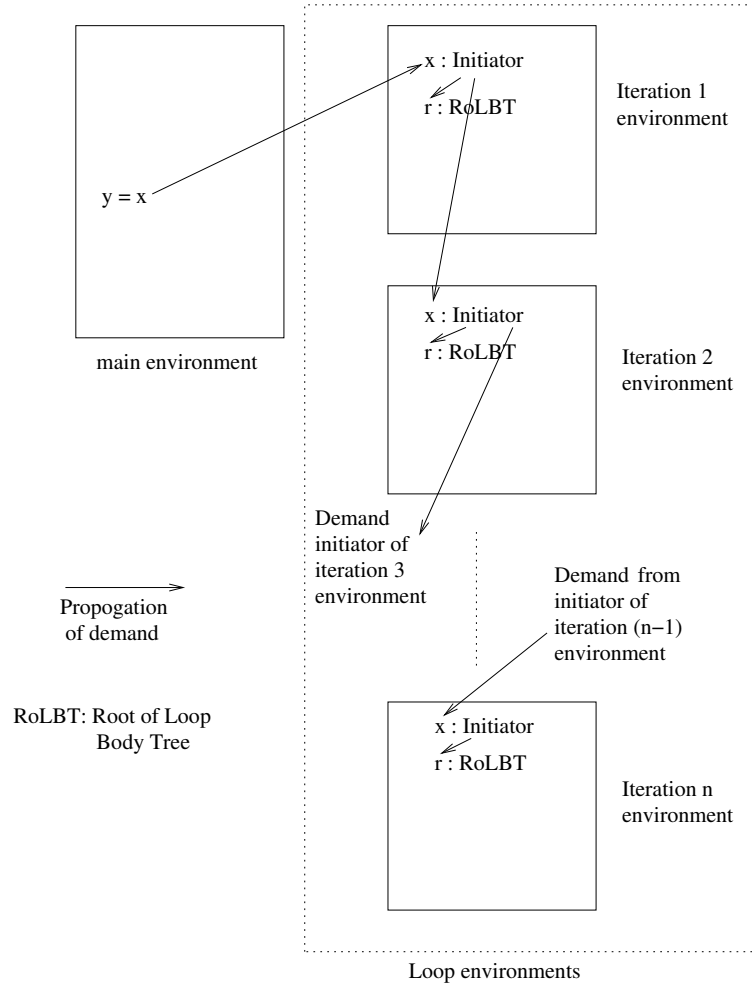 x : Initiator
r : RoLBT
Iteration 1
environment
y = x
main environment
x : Initiator
r : RoLBT
Iteration 2
environment
Demand
initiator of
iteration 3
environment
Demand from
initiator of
iteration (n−1)
environment
Propogation
of demand
RoLBT: Root of Loop
Body Tree
x : Initiator
r : RoLBT
Iteration n
environment
Loop environments